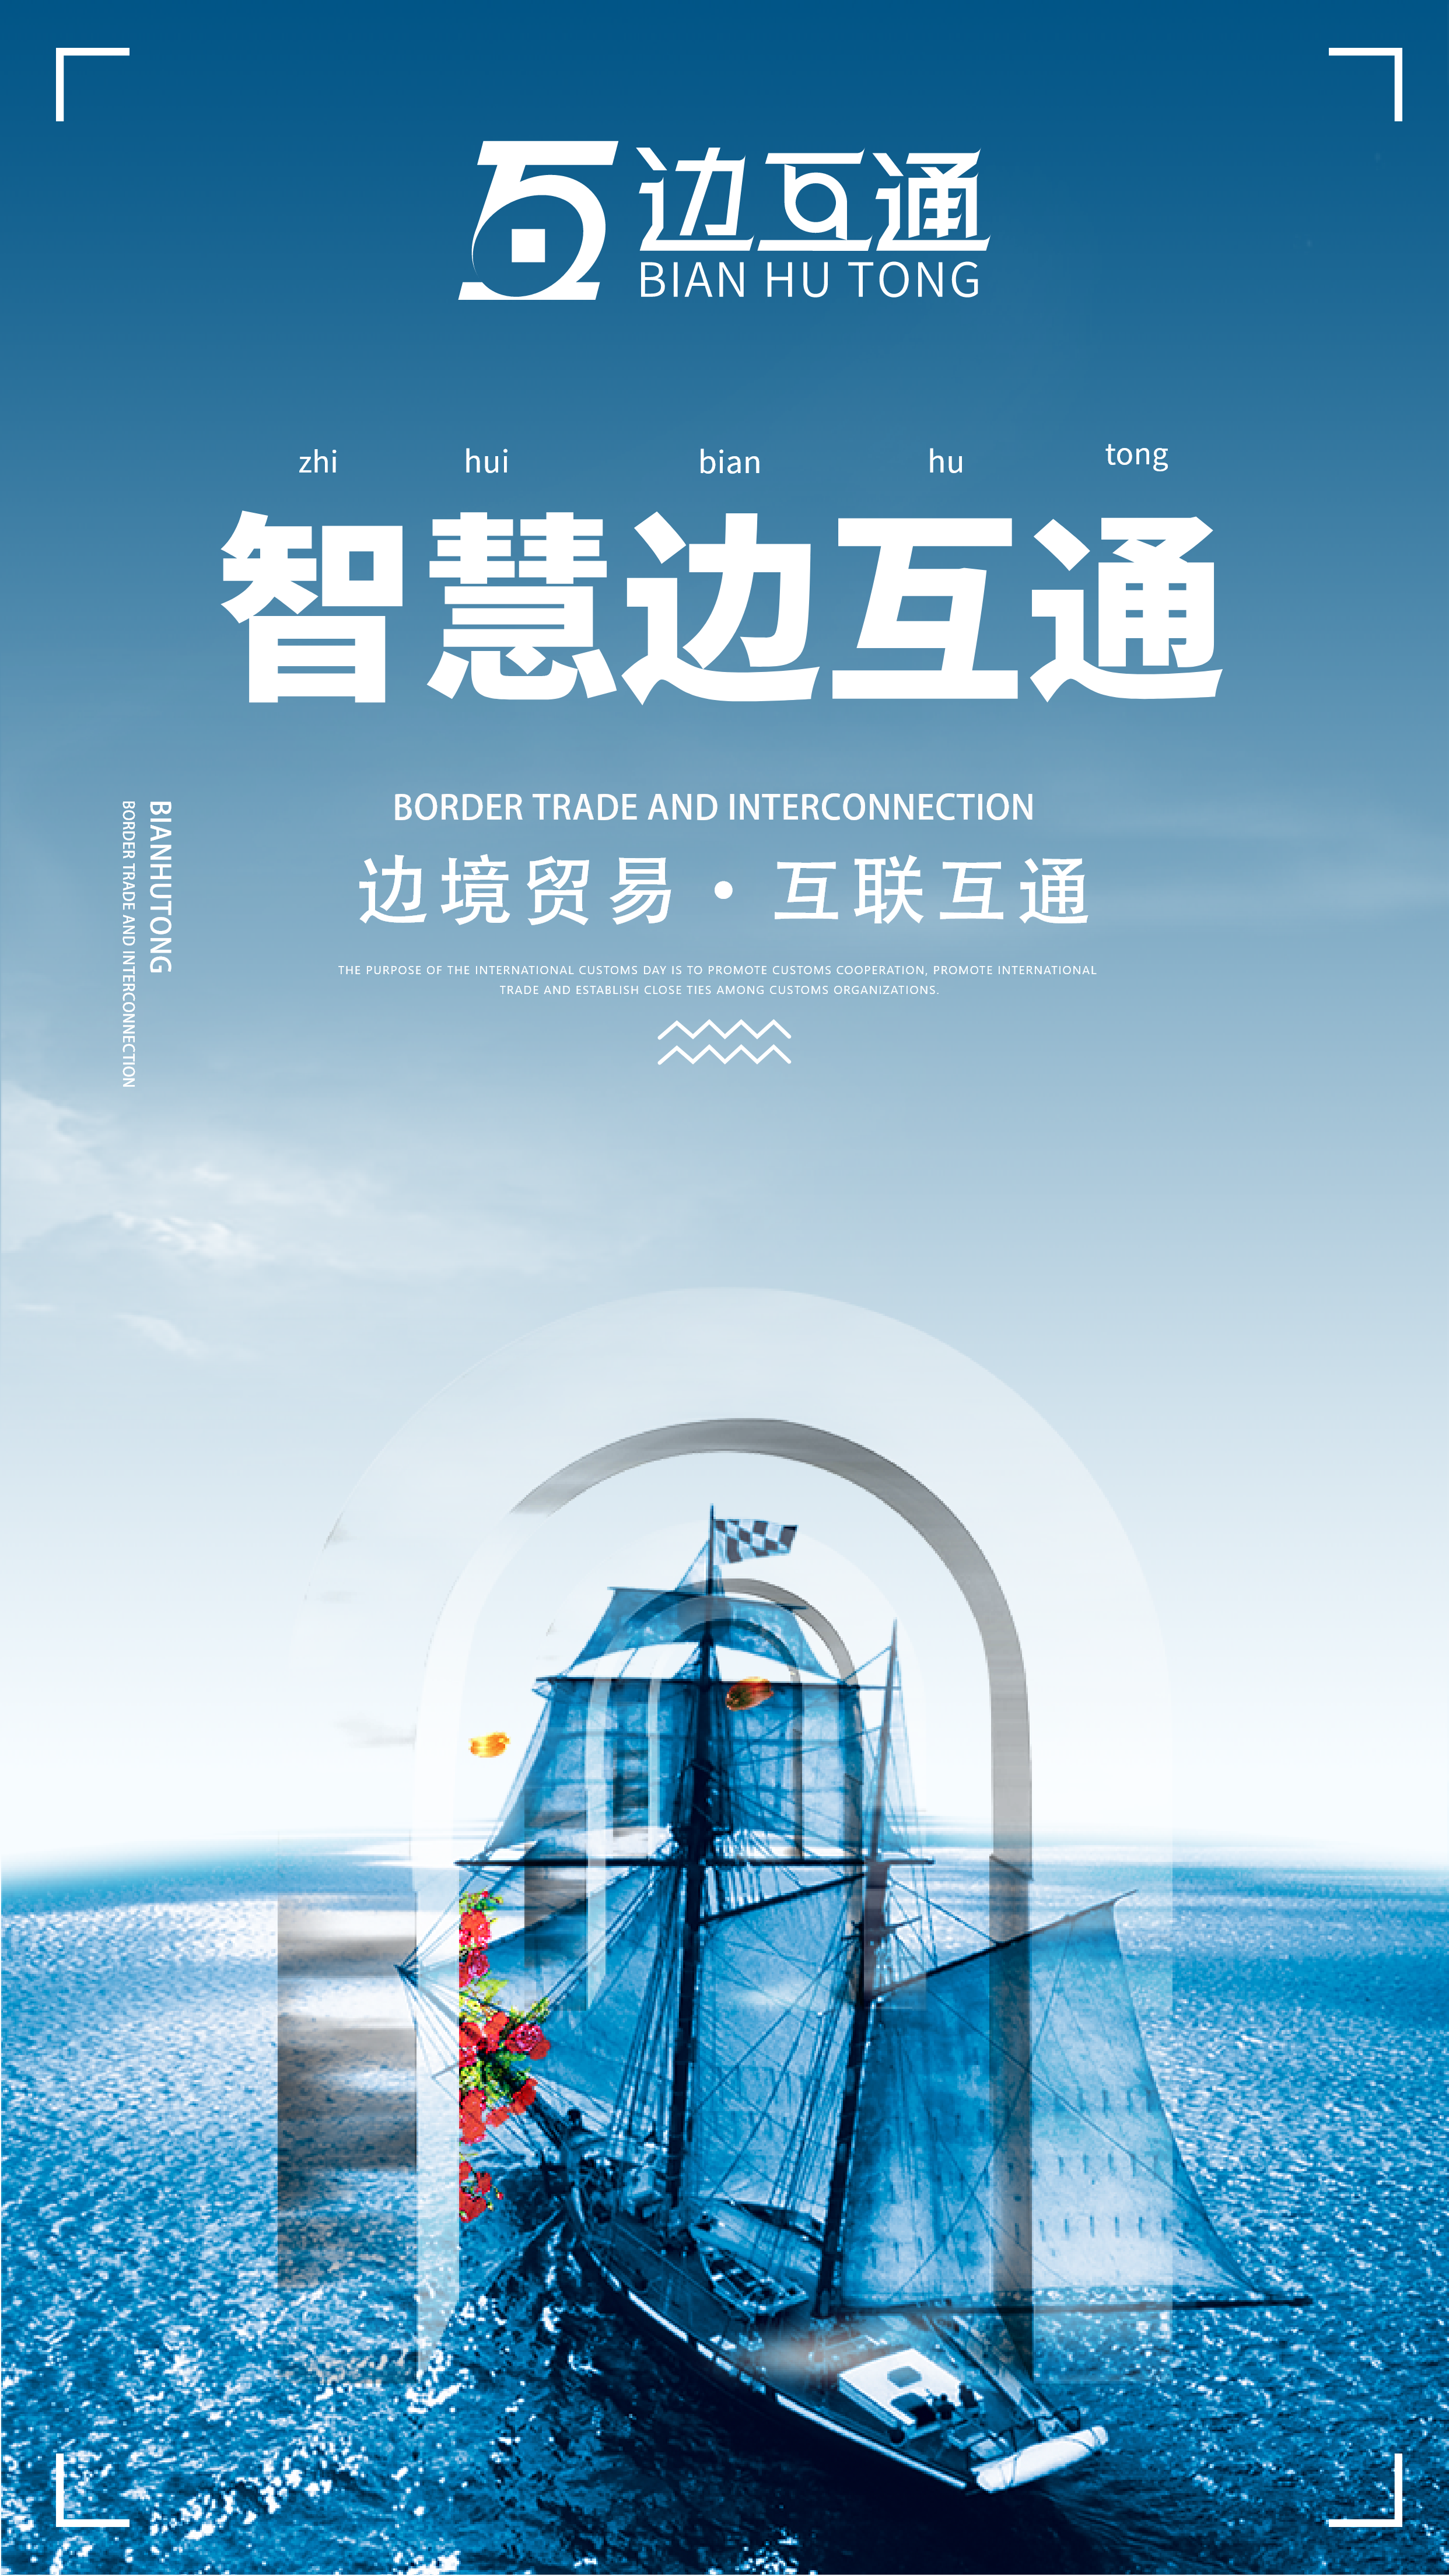 边互通
BIAN HU TONG
zhi hui bian hu tong
智慧边互通
BORDER TRADE AND INTERCONNECTION
边境贸易·互联互通
THE PURPOSE OF THE INTERNATIONAL CUSTOMS DAY IS TO PROMOTE CUSTOMS COOPERATION, PROMOTE INTERNATIONAL
TRADE AND ESTABLISH CLOSE TIES AMONG CUSTOMS ORGANIZATIONS.
BIANHUTONG
BORDER TRADE AND INTERCONNECTION